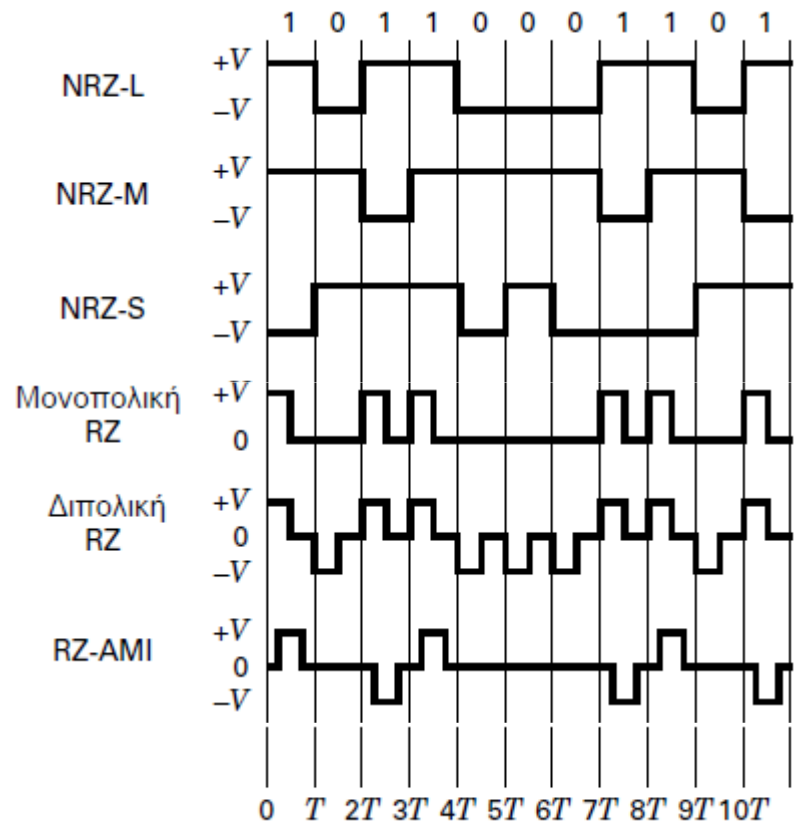 1 0 1 1 0 0 0 1 1 0 1
NRZ-L
+V
–V
NRZ-M
+V
–V
NRZ-S
+V
–V
Μονοπολική
RZ
+V
0
Διπολική
RZ
+V
0
–V
RZ-AMI
+V
0
–V
0 T 2T 3T 4T 5T 6T 7T 8T 9T 10T